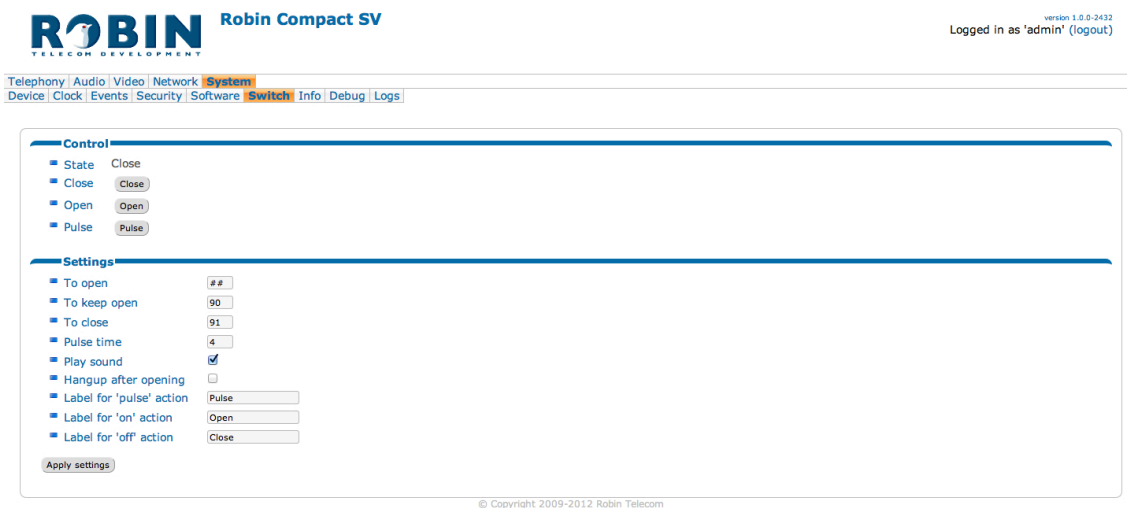 ROBIN
TELECOM DEVELOPMENT
Robin Compact SV
version 1.0.0-2432
Logged in as 'admin' (logout)
Telephony Audio Video Network System
Device Clock Events Security Software Switch Info Debug Logs
Control
State Close
Close Close
Open Open
Pulse Pulse
Settings
To open ##
To keep open 90
To close 91
Pulse time 4
Play sound
Hangup after opening
Label for 'pulse' action Pulse
Label for 'on' action Open
Label for 'off' action Close
Apply settings
© Copyright 2009-2012 Robin Telecom